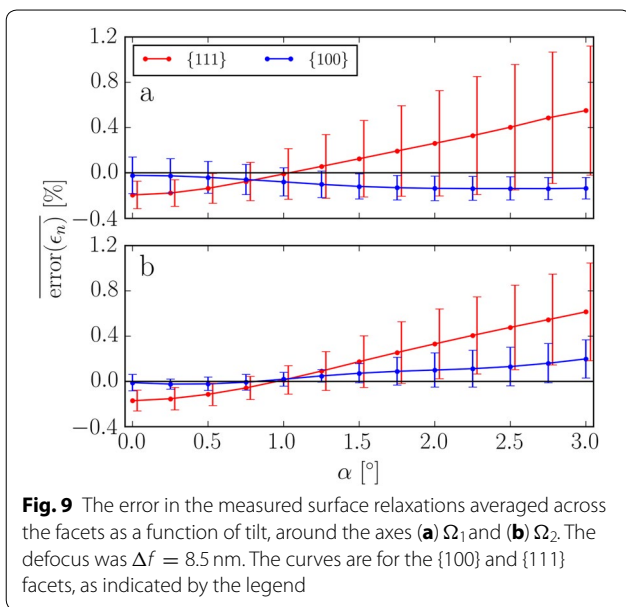 1.2
0.8
0.4
0.0
−0.4
{111} {100}
a
error(ϵn) [%]
1.2
0.8
0.4
0.0
−0.4
b
0.0 0.5 1.0 1.5 2.0 2.5 3.0
α [°]
Fig. 9 The error in the measured surface relaxations averaged across
the facets as a function of tilt, around the axes (a) Ω1 and (b) Ω2. The
defocus was Δf = 8.5 nm. The curves are for the {100} and {111}
facets, as indicated by the legend